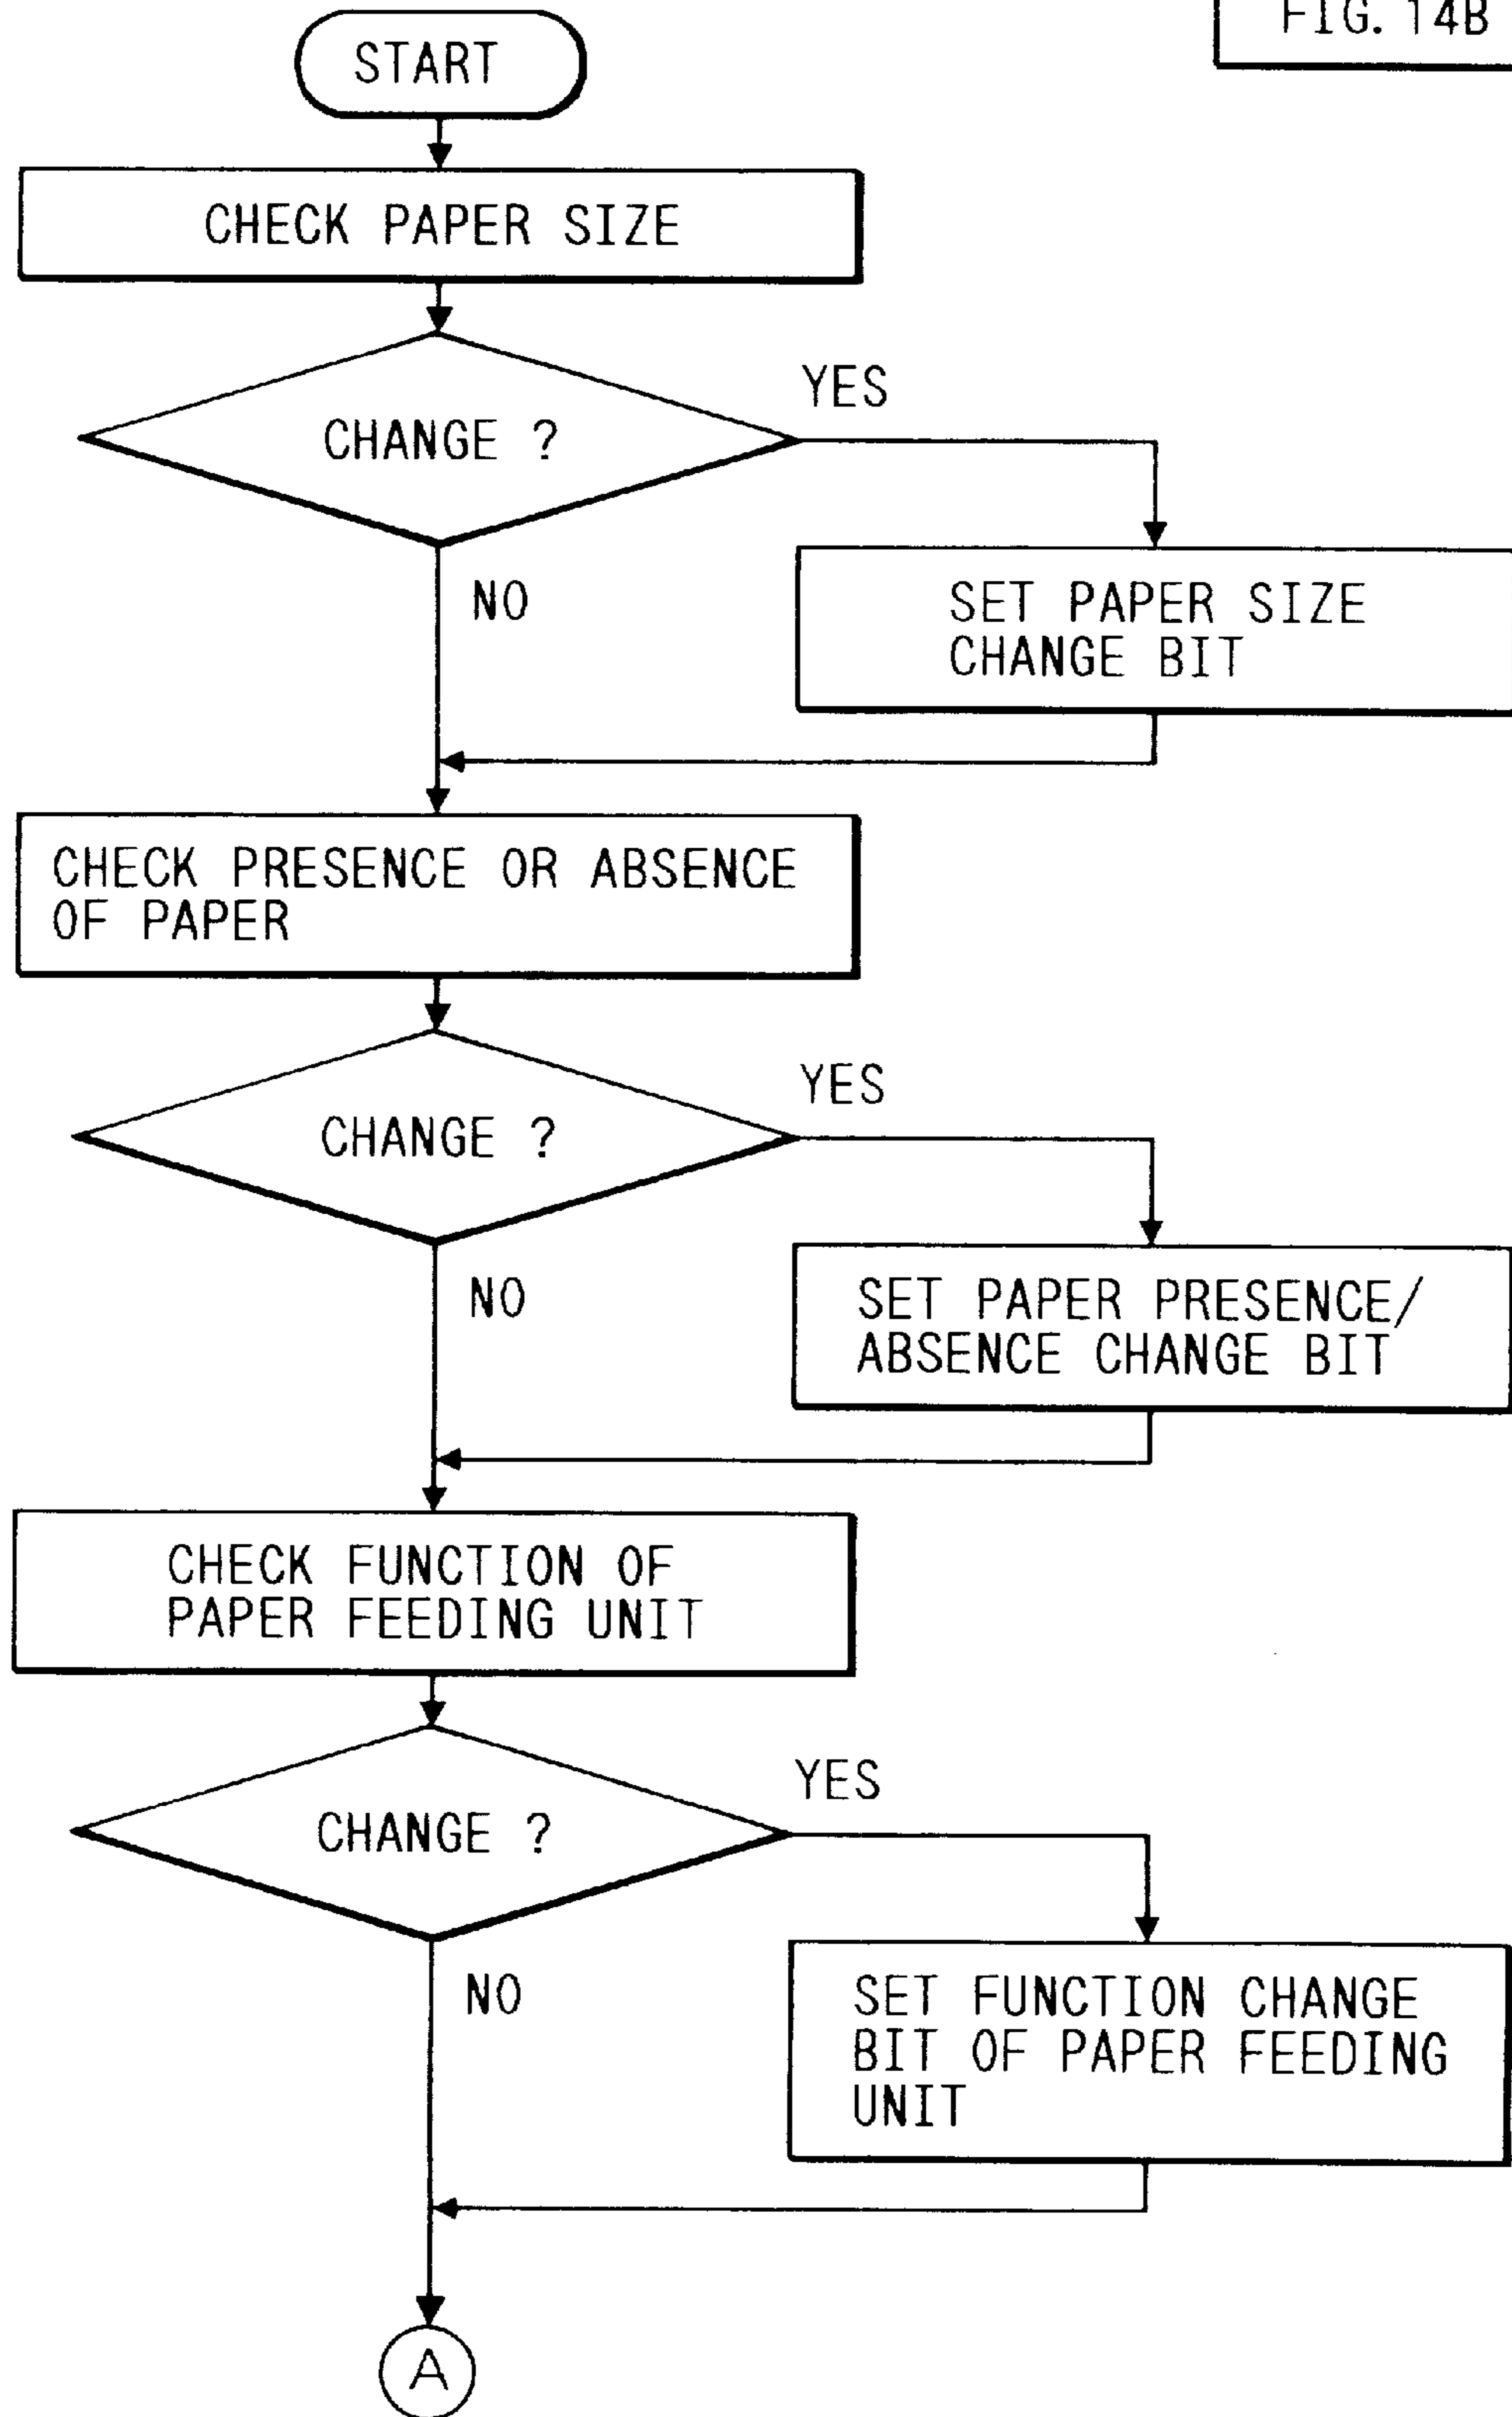 FIG. 14B
START
CHECK PAPER SIZE
CHANGE ?
YES
NO
SET PAPER SIZE
CHANGE BIT
CHECK PRESENCE OR ABSENCE
OF PAPER
CHANGE ?
YES
NO
SET PAPER PRESENCE/
ABSENCE CHANGE BIT
CHECK FUNCTION OF
PAPER FEEDING UNIT
CHANGE ?
YES
NO
SET FUNCTION CHANGE
BIT OF PAPER FEEDING
UNIT
A